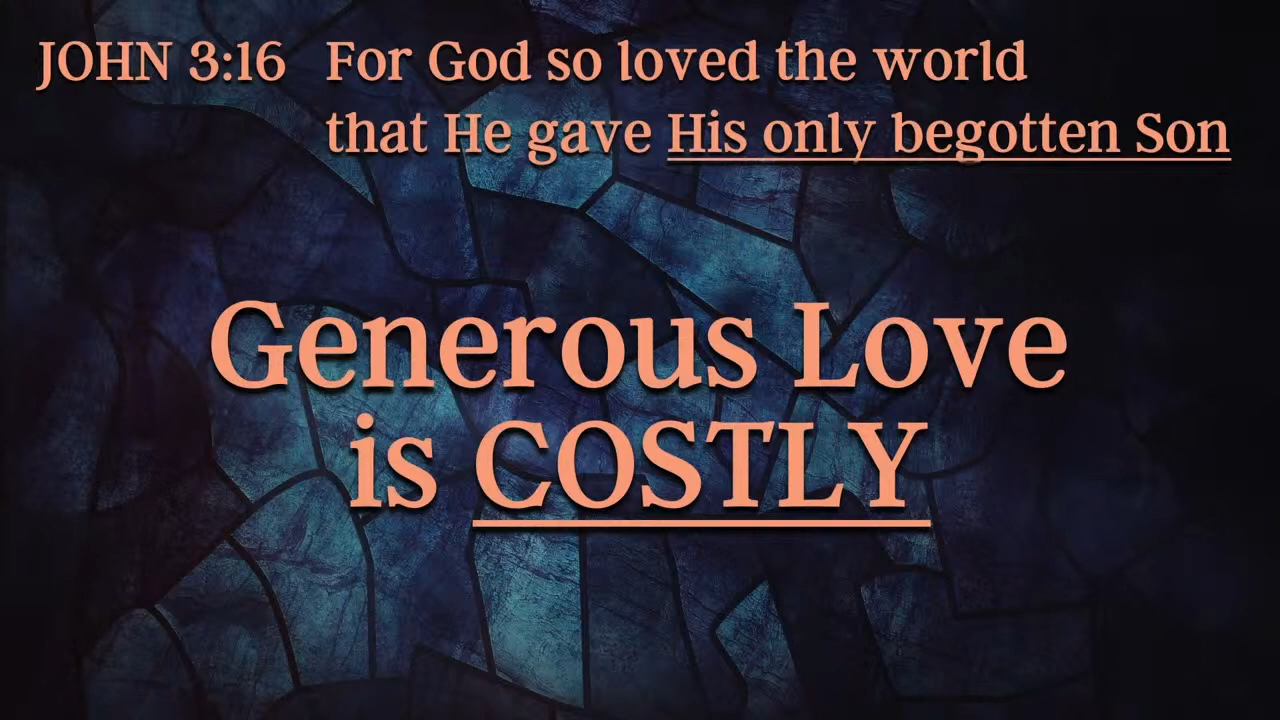 JOHN 3:16 For God so loved the world
that He gave His only begotten Son
Generous Love
is COSTLY